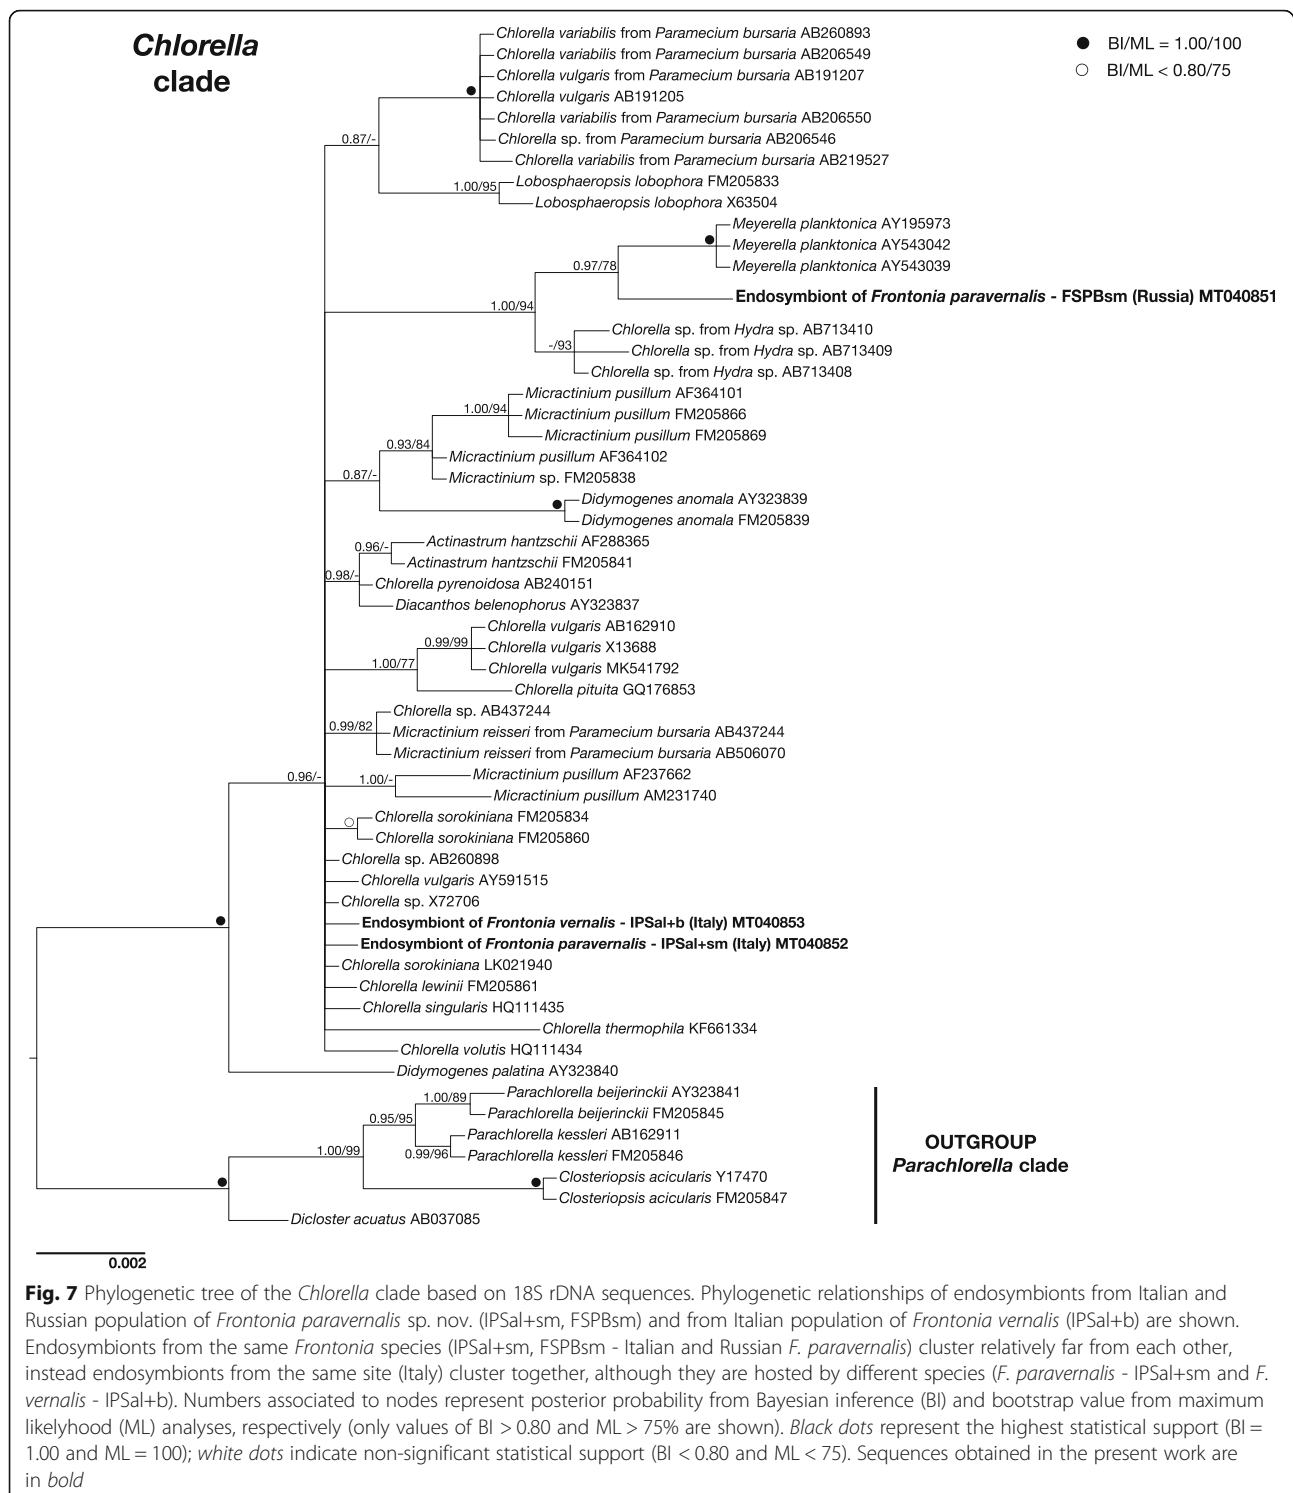 Chlorella
clade
BI/ML = 1.00/100
BI/ML < 0.80/75
Chlorella variabilis from Paramecium bursaria AB260893
Chlorella variabilis from Paramecium bursaria AB206549
Chlorella vulgaris from Paramecium bursaria AB191207
Chlorella vulgaris AB191205
Chlorella variabilis from Paramecium bursaria AB206550
Chlorella sp. from Paramecium bursaria AB206546
0.87/-
Chlorella variabilis from Paramecium bursaria AB219527
1.00/95
Lobosphaeropsis lobophora FM205833
Lobosphaeropsis lobophora X63504
Meyerella planktonica AY195973
Meyerella planktonica AY543042
0.97/78
Meyerella planktonica AY543039
Endosymbiont of Frontonia paravernalis - FSPBsm (Russia) MT040851
1.00/94
Chlorella sp. from Hydra sp. AB713410
-/93
Chlorella sp. from Hydra sp. AB713409
Chlorella sp. from Hydra sp. AB713408
Micractinium pusillum AF364101
1.00/94
Micractinium pusillum FM205866
Micractinium pusillum FM205869
0.93/84
Micractinium pusillum AF364102
0.87/-
Micractinium sp. FM205838
Didymogenes anomala AY323839
Didymogenes anomala FM205839
Actinastrum hantzschii AF288365
0.96/-
Actinastrum hantzschii FM205841
0.98/-
Chlorella pyrenoidosa AB240151
Diacanthos belenophorus AY323837
Chlorella vulgaris AB162910
0.99/99
Chlorella vulgaris X13688
1.00/77
Chlorella vulgaris MK541792
Chlorella pituita GQ176853
Chlorella sp. AB437244
0.99/82
Micractinium reisseri from Paramecium bursaria AB437244
Micractinium reisseri from Paramecium bursaria AB506070
0.96/-
1.00/-
Micractinium pusillum AF237662
Micractinium pusillum AM231740
Chlorella sorokiniana FM205834
Chlorella sorokiniana FM205860
Chlorella sp. AB260898
Chlorella vulgaris AY591515
Chlorella sp. X72706
Endosymbiont of Frontonia vernalis - IPSal+b (Italy) MT040853
Endosymbiont of Frontonia paravernalis - IPSal+sm (Italy) MT040852
Chlorella sorokiniana LK021940
Chlorella lewinii FM205861
Chlorella singularis HQ111435
Chlorella thermophila KF661334
Chlorella volutis HQ111434
Didymogenes palatina AY323840
1.00/89
Parachlorella beijerinckii AY323841
0.95/95
Parachlorella beijerinckii FM205845
Parachlorella kessleri AB162911
1.00/99
0.99/96
Parachlorella kessleri FM205846
Closteriopsis acicularis Y17470
Closteriopsis acicularis FM205847
Dicloster acuatus AB037085
OUTGROUP
Parachlorella clade
0.002
Fig. 7 Phylogenetic tree of the Chlorella clade based on 18S rDNA sequences. Phylogenetic relationships of endosymbionts from Italian and
Russian population of Frontonia paravernalis sp. nov. (IPSal+sm, FSPBsm) and from Italian population of Frontonia vernalis (IPSal+b) are shown.
Endosymbionts from the same Frontonia species (IPSal+sm, FSPBsm - Italian and Russian F. paravernalis) cluster relatively far from each other,
instead endosymbionts from the same site (Italy) cluster together, although they are hosted by different species (F. paravernalis - IPSal+sm and F.
vernalis - IPSal+b). Numbers associated to nodes represent posterior probability from Bayesian inference (BI) and bootstrap value from maximum
likelyhood (ML) analyses, respectively (only values of BI > 0.80 and ML > 75% are shown). Black dots represent the highest statistical support (BI =
1.00 and ML = 100); white dots indicate non-significant statistical support (BI < 0.80 and ML < 75). Sequences obtained in the present work are
in bold